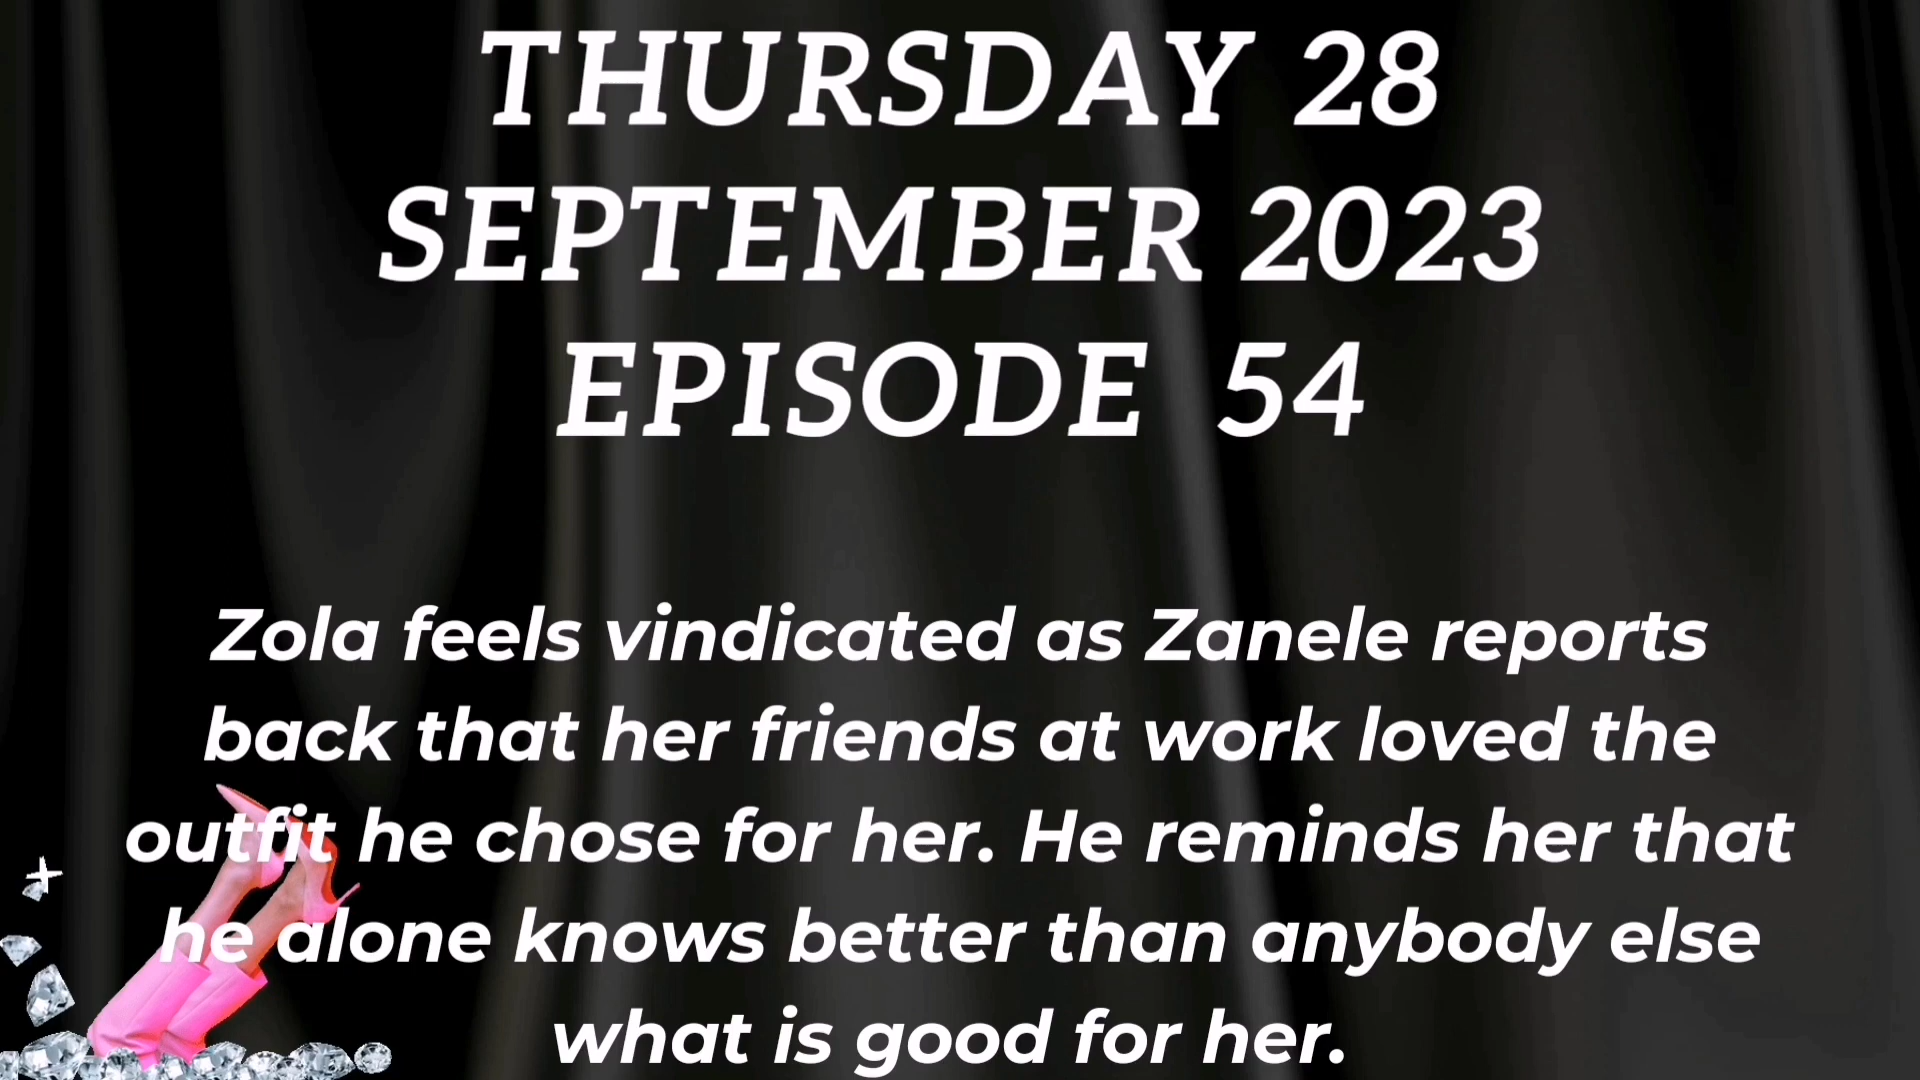 THURSDAY 28
SEPTEMBER 2023
EPISODE 54
Zola feels vindicated as Zanele reports
back that her friends at work loved the
outfit he chose for her. He reminds her that
he alone knows better than anybody else
what is good for her.